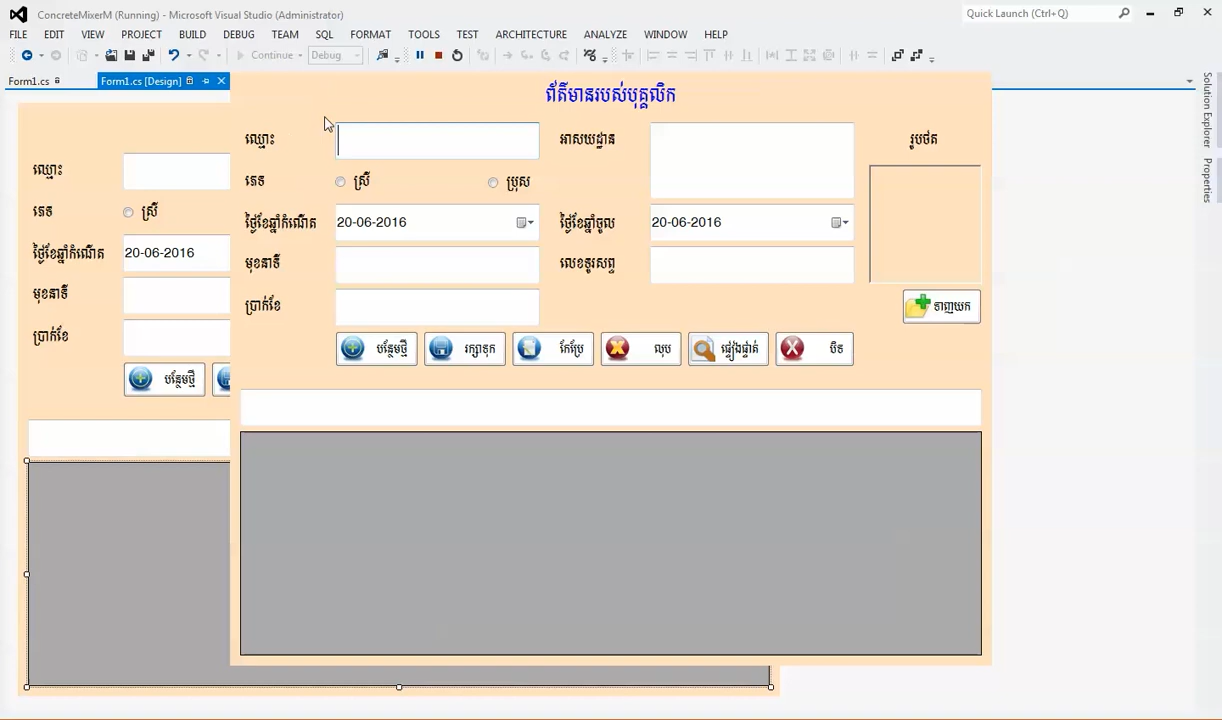 ConcreteMixerM (Running) - Microsoft Visual Studio (Administrator)
Quick Launch (Ctrl+Q)
FILE EDIT VIEW PROJECT BUILD DEBUG TEAM SQL FORMAT TOOLS TEST ARCHITECTURE ANALYZE WINDOW HELP
Continue Debug
Form1.cs Form1.cs [Design]
Solution Explorer
Properties
ព័ត៌មានរបស់បុគ្គលិក
ឈ្មោះ អាសយដ្ឋាន រូបថត
ភេទ ស្រី ប្រុស
ថ្ងៃខែឆ្នាំកំណើត 20-06-2016 ថ្ងៃខែឆ្នាំចូល 20-06-2016
មុខនាទី លេខទូរសព្ទ
ប្រាក់ខែ ទាញយក
បន្ថែមថ្មី រក្សាទុក កែប្រែ លុប ផ្ទៀងផ្ទាត់ បិទ
ឈ្មោះ
ភេទ ស្រី
ថ្ងៃខែឆ្នាំកំណើត 20-06-2016
មុខនាទី
ប្រាក់ខែ
បន្ថែមថ្មី